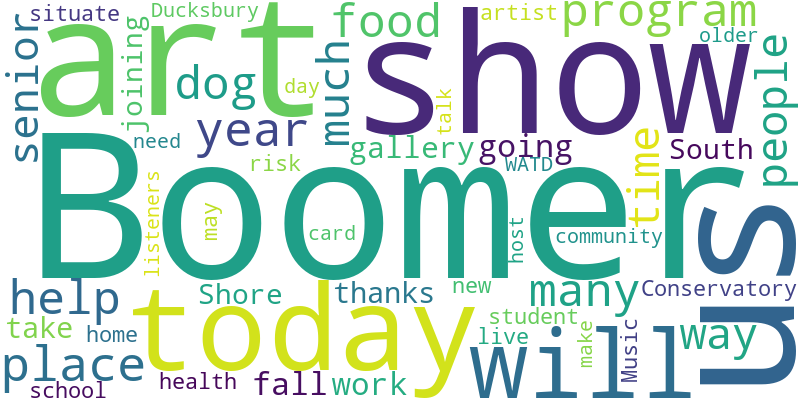 situate
Ducksbury
art
show
artist
program
food
older
senior
Joining
dog
day
much
talk
people
need
year
gallery
going
time
South
risk
WATD
Boomer
us
listeners
may
card
host
community
help
Shore
thanks
new
many
Conservatory
today
take
home
student
live
make
Music
will
way
place
school
health
fall
work